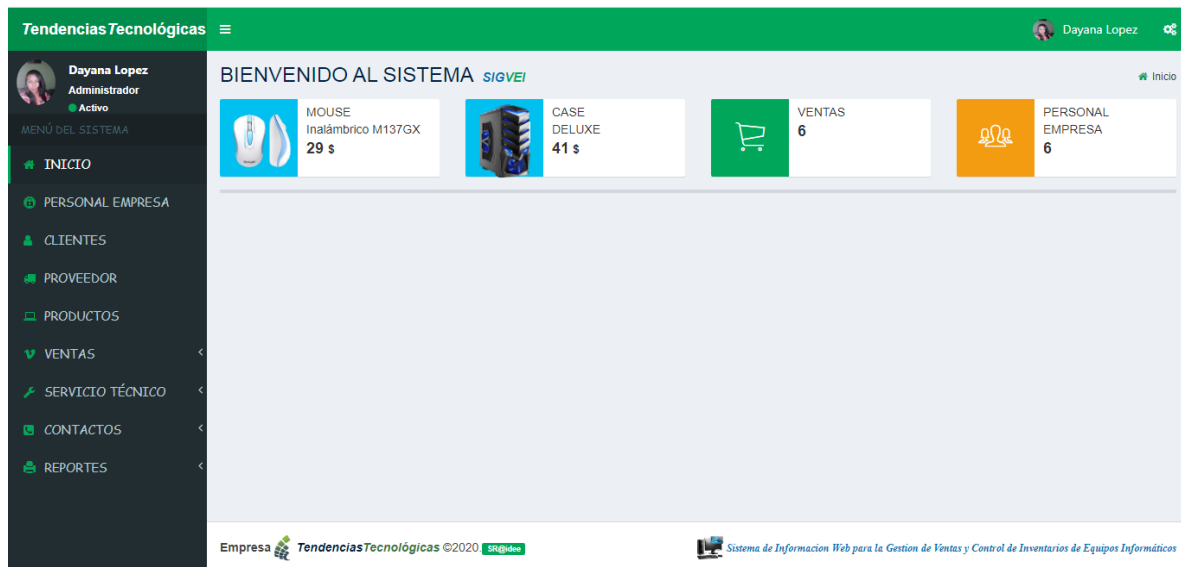 TendenciasTecnológicas
Dayana Lopez
Dayana Lopez
Administrador
Activo
MENÚ DEL SISTEMA
INICIO
PERSONAL EMPRESA
CLIENTES
PROVEEDOR
PRODUCTOS
VENTAS
SERVICIO TÉCNICO
CONTACTOS
REPORTES
BIENVENIDO AL SISTEMA SIGVEI
Inicio
MOUSE
Inalámbrico M137GX
29 $
CASE
DELUXE
41 $
VENTAS
6
PERSONAL
EMPRESA
6
Empresa TendenciasTecnológicas ©2020. SR@idee
Sistema de Informacion Web para la Gestion de Ventas y Control de Inventarios de Equipos Informáticos